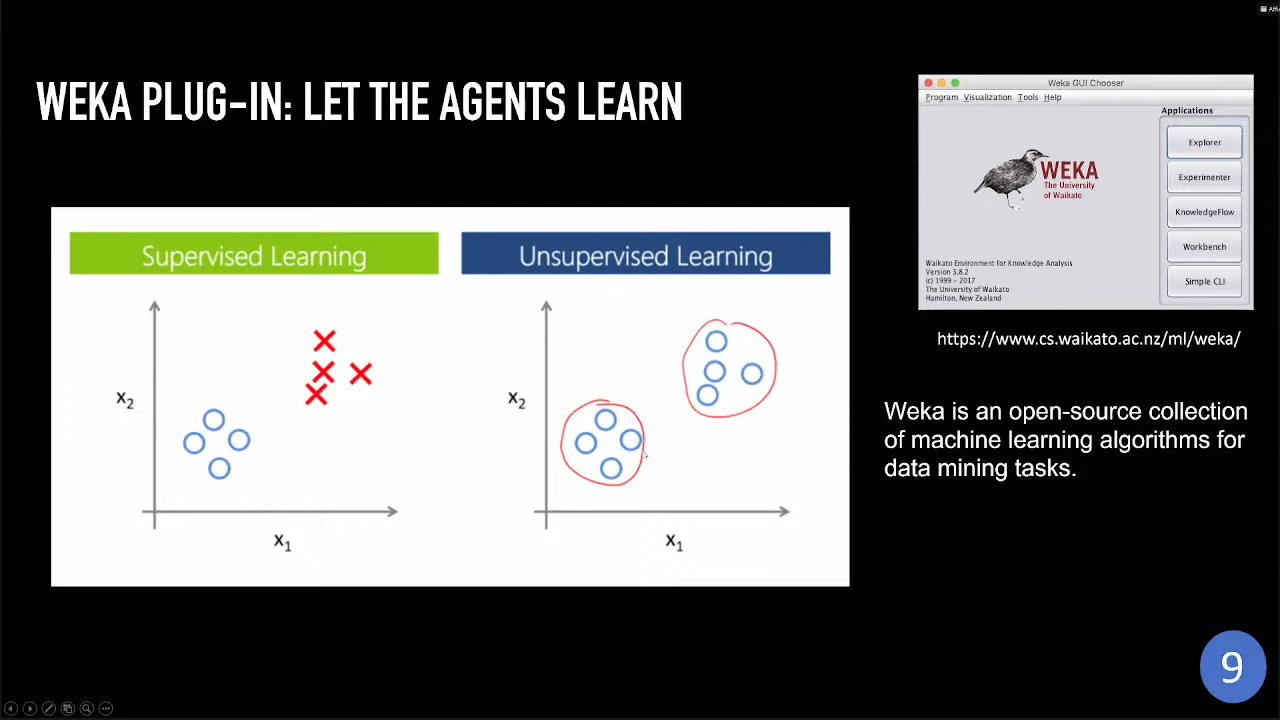 Affi
WEKA PLUG-IN: LET THE AGENTS LEARN
Weka GUI Chooser
Program Visualization Tools Help
Applications
Explorer
Experimenter
KnowledgeFlow
Workbench
Simple CLI
WEKA
The University
of Waikato
Waikato Environment for Knowledge Analysis
Version 3.8.2
(c) 1999 - 2017
The University of Waikato
Hamilton, New Zealand
Supervised Learning
x2
x1
Unsupervised Learning
x2
x1
https://www.cs.waikato.ac.nz/ml/weka/
Weka is an open-source collection
of machine learning algorithms for
data mining tasks.
9